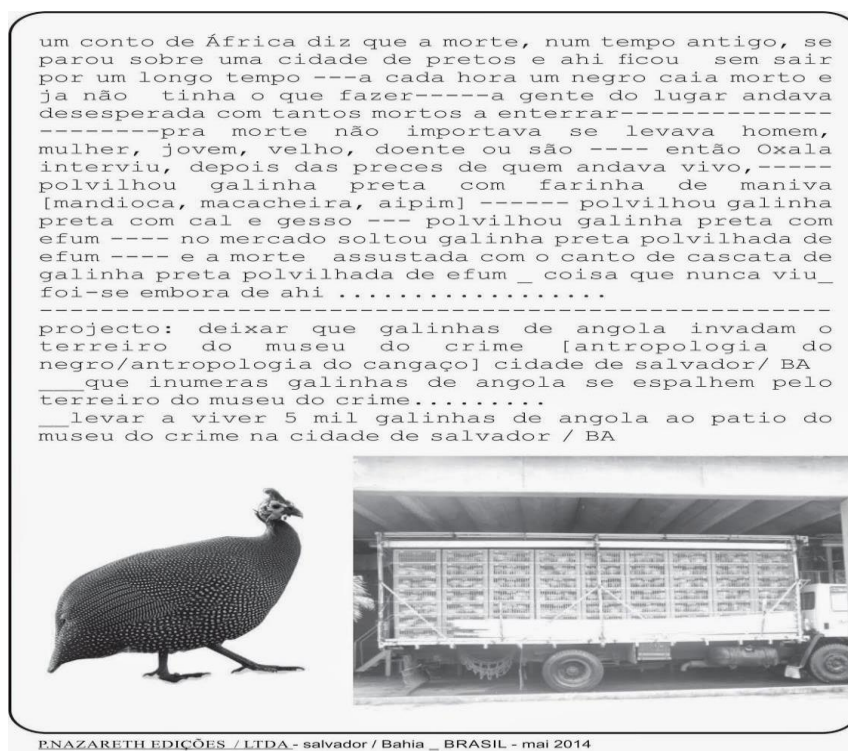 um conto de África diz que a morte, num tempo antigo, se
parou sobre uma cidade de pretos e ahi ficou sem sair
por um longo tempo ---a cada hora um negro caia morto e
ja não tinha o que fazer-----a gente do lugar andava
desesperada com tantos mortos a enterrar--------------
--------pra morte não importava se levava homem,
mulher, jovem, velho, doente ou são ---- então Oxala
interviu, depois das preces de quem andava vivo,-----
polvilhou galinha preta com farinha de maniva
[mandioca, macacheira, aipim] ------ polvilhou galinha
preta com cal e gesso --- polvilhou galinha preta com
efum ---- no mercado soltou galinha preta polvilhada de
efum ---- e a morte assustada com o canto de cascata de
galinha preta polvilhada de efum _ coisa que nunca viu_
foi-se embora de ahi ...................
-------------------------------------------------------
projecto: deixar que galinhas de angola invadam o
terreiro do museu do crime [antropologia do
negro/antropologia do cangaço] cidade de salvador/ BA
___que inumeras galinhas de angola se espalhem pelo
terreiro do museu do crime.........
__levar a viver 5 mil galinhas de angola ao patio do
museu do crime na cidade de salvador / BA
P.NAZARETH EDIÇÕES / LTDA - salvador / Bahia _ BRASIL - mai 2014